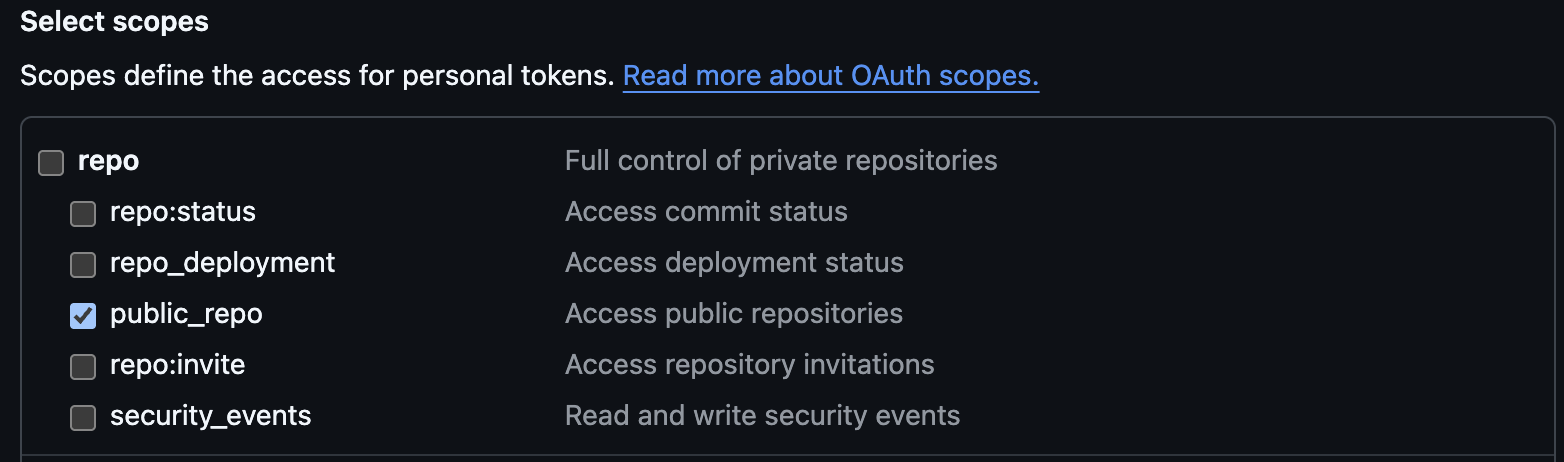 Select scopes
Scopes define the access for personal tokens. Read more about OAuth scopes.
repo Full control of private repositories
repo:status Access commit status
repo_deployment Access deployment status
public_repo Access public repositories
repo:invite Access repository invitations
security_events Read and write security events